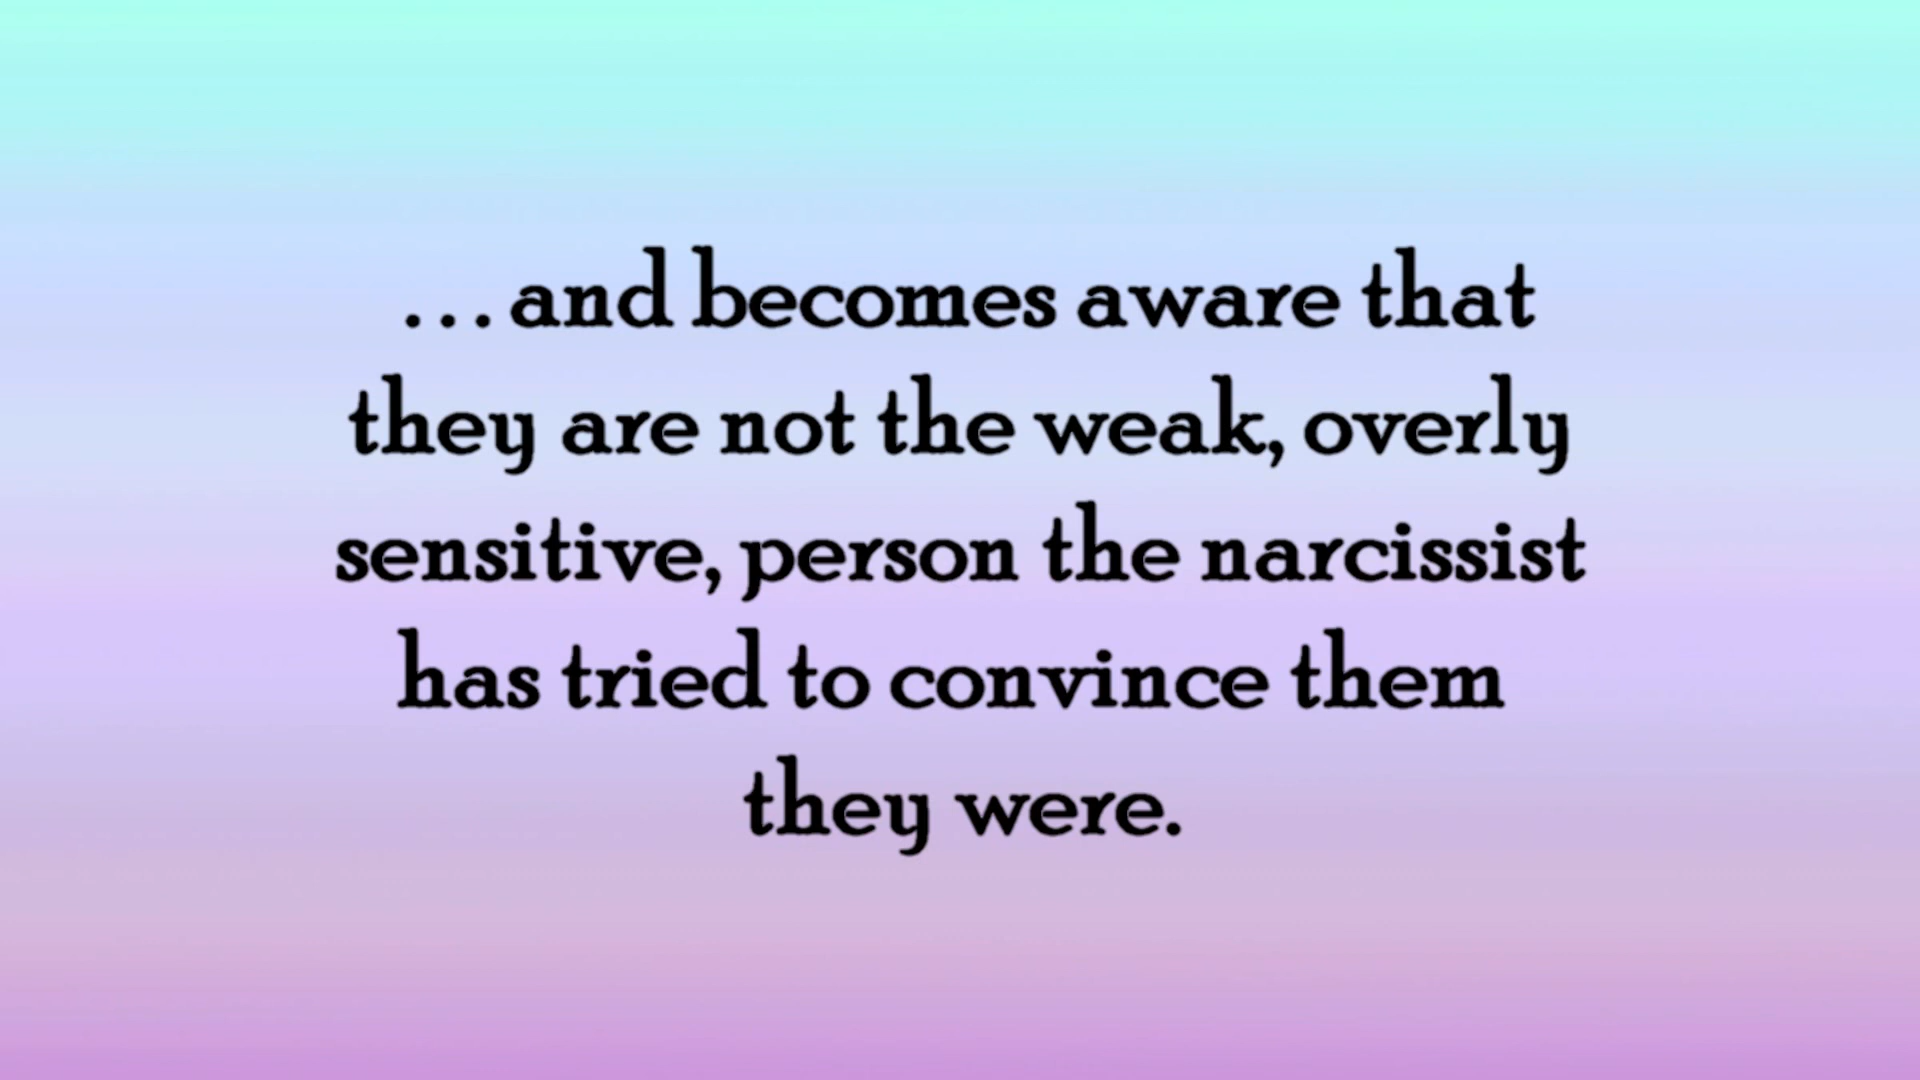 ...and becomes aware that
they are not the weak, overly
sensitive, person the narcissist
has tried to convince them
they were.